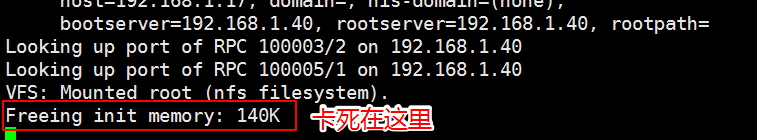 host=192.168.1.17, domain=, nis-domain=(none),
bootserver=192.168.1.40, rootserver=192.168.1.40, rootpath=
Looking up port of RPC 100003/2 on 192.168.1.40
Looking up port of RPC 100005/1 on 192.168.1.40
VFS: Mounted root (nfs filesystem).
Freeing init memory: 140K 卡死在这里